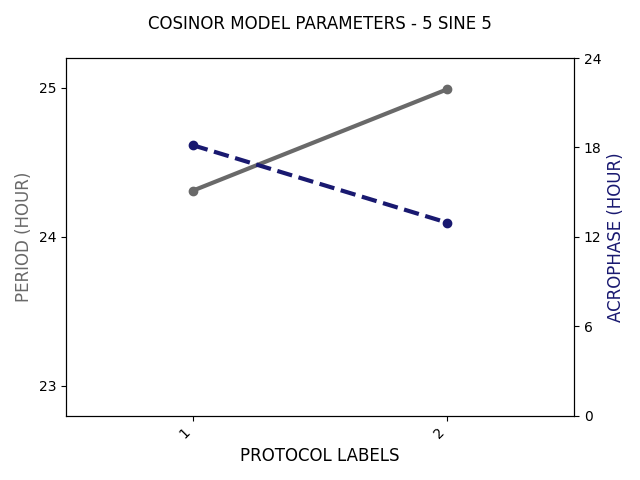 COSINOR MODEL PARAMETERS - 5 SINE 5
25
24
23
PERIOD (HOUR)
24
18
12
6
0
ACROPHASE (HOUR)
1
2
PROTOCOL LABELS